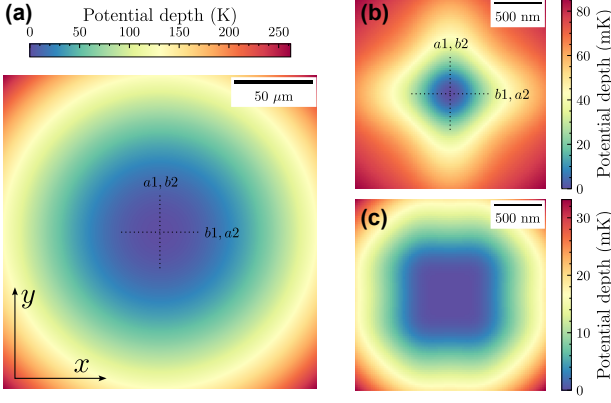 (a)
Potential depth (K)
0 50 100 150 200 250
50 μm
a1, b2
b1, a2
y
x
(b)
500 nm
a1, b2
b1, a2
80
60
40
20
0
Potential depth (mK)
(c)
500 nm
30
20
10
0
Potential depth (mK)